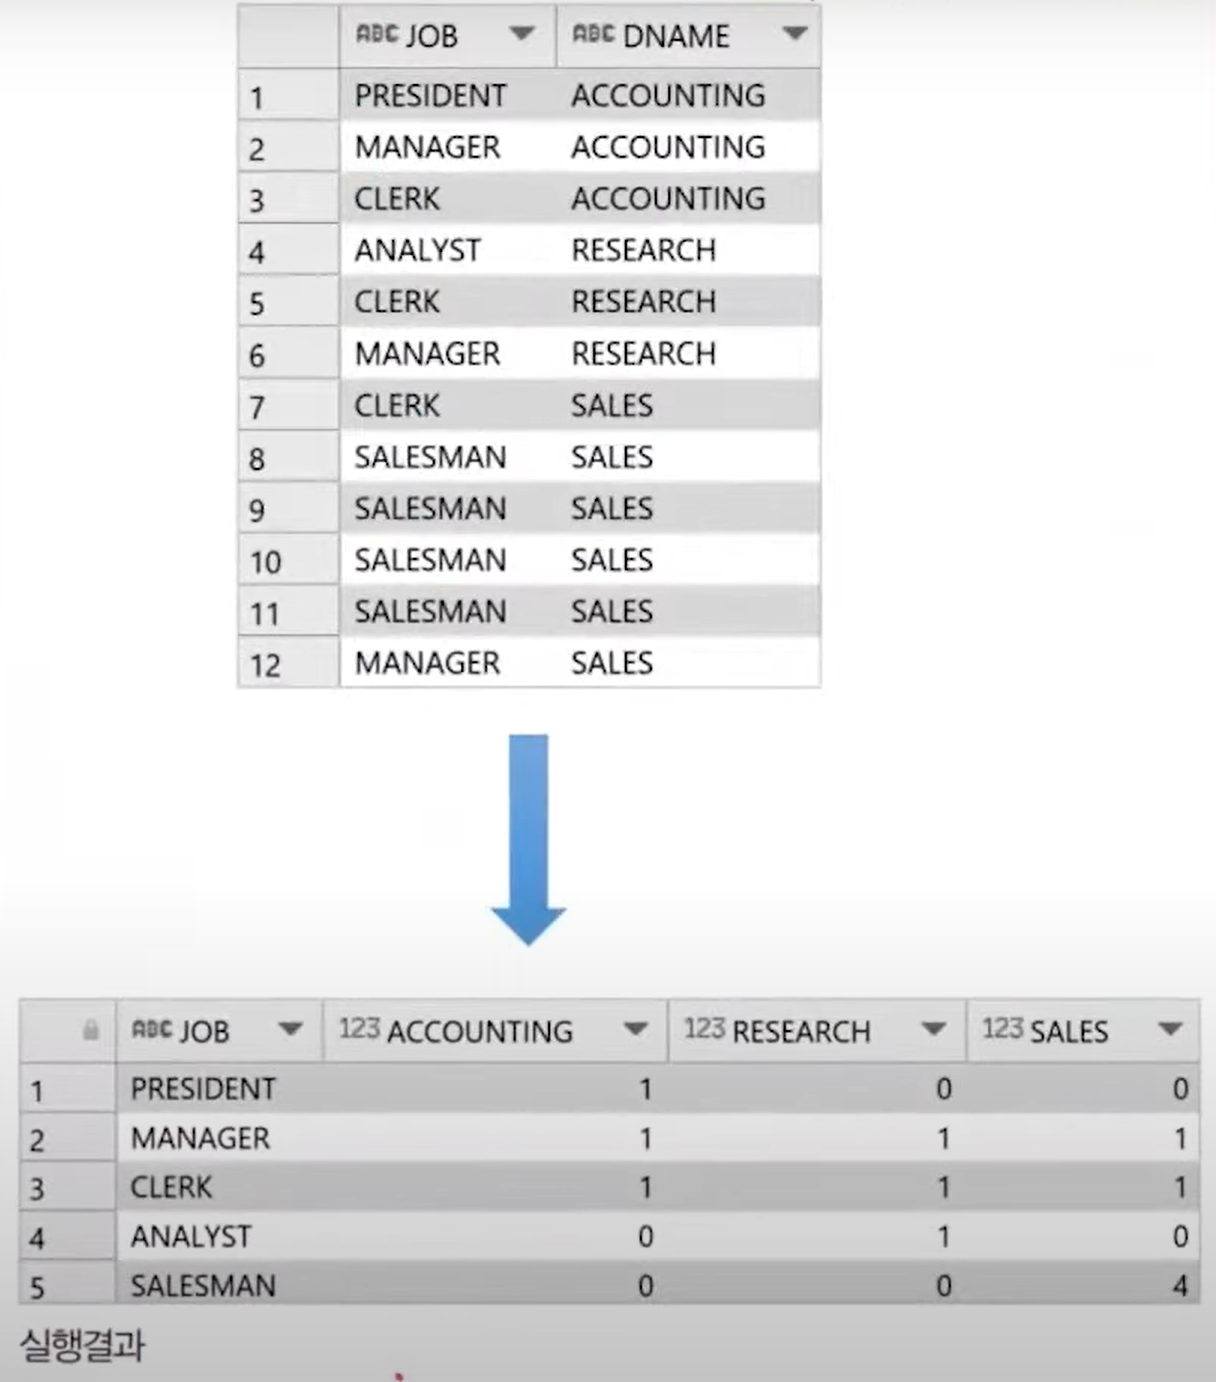 ABC JOB ABC DNAME
1 PRESIDENT ACCOUNTING
2 MANAGER ACCOUNTING
3 CLERK ACCOUNTING
4 ANALYST RESEARCH
5 CLERK RESEARCH
6 MANAGER RESEARCH
7 CLERK SALES
8 SALESMAN SALES
9 SALESMAN SALES
10 SALESMAN SALES
11 SALESMAN SALES
12 MANAGER SALES
ABC JOB 123 ACCOUNTING 123 RESEARCH 123 SALES
1 PRESIDENT 1 0 0
2 MANAGER 1 1 1
3 CLERK 1 1 1
4 ANALYST 0 1 0
5 SALESMAN 0 0 4
실행결과